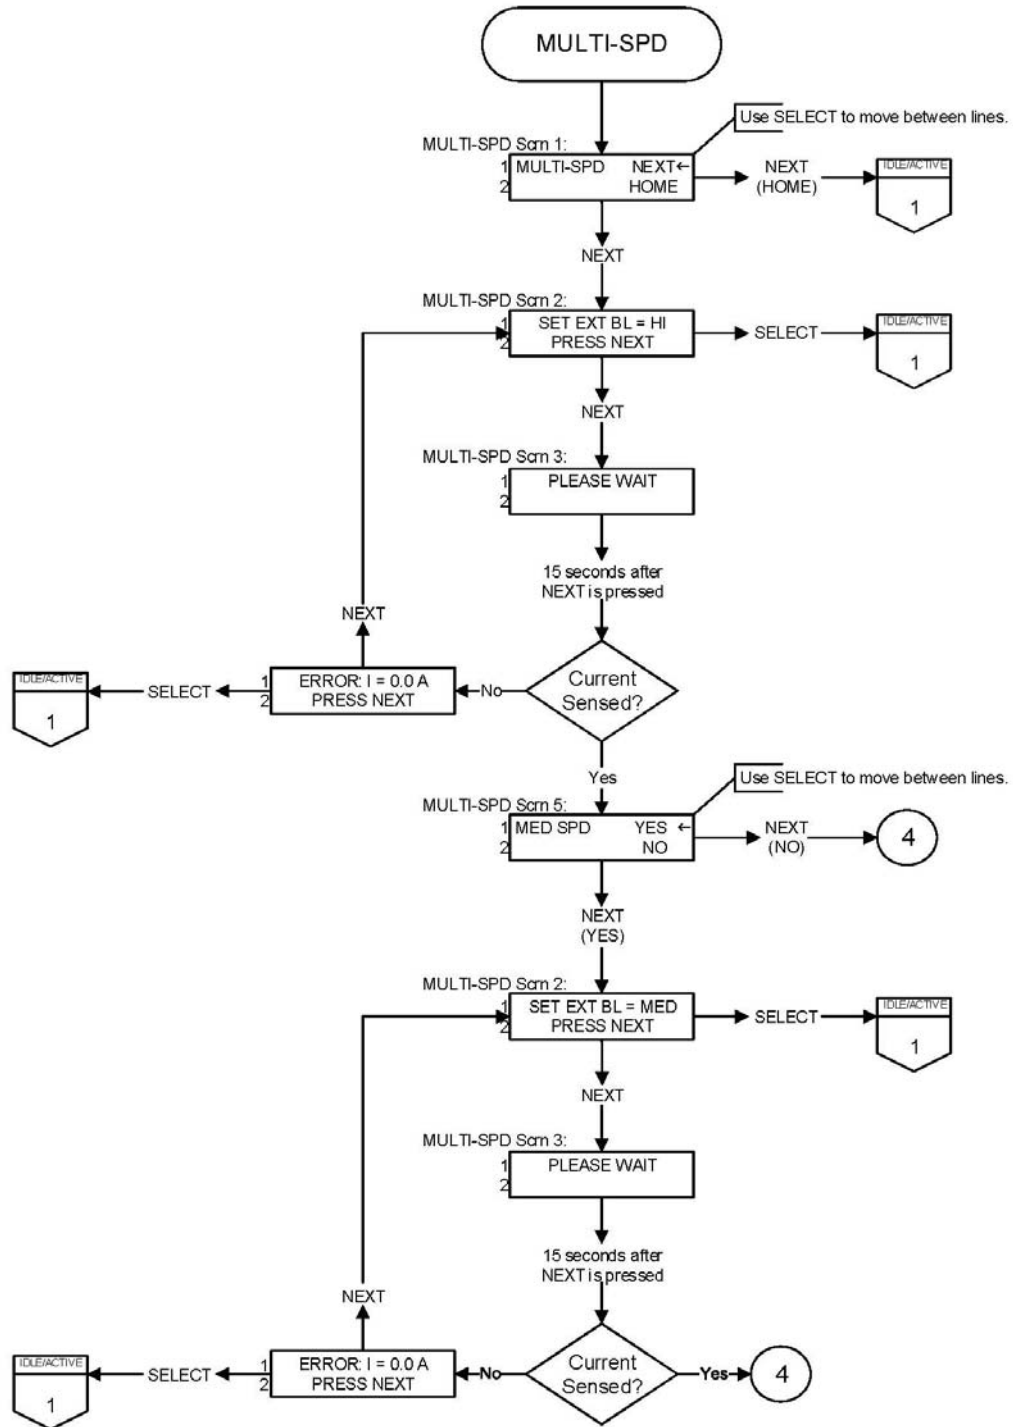 MULTI-SPD
Use SELECT to move between lines.
MULTI-SPD Scrn 1:
1 MULTI-SPD NEXT←
2 HOME
NEXT
(HOME)
IDLE/ACTIVE
1
NEXT
MULTI-SPD Scrn 2:
1 SET EXT BL = HI
2 PRESS NEXT
SELECT
IDLE/ACTIVE
1
NEXT
MULTI-SPD Scrn 3:
1 PLEASE WAIT
2
15 seconds after
NEXT is pressed
NEXT
Current
Sensed?
No
1 ERROR: I = 0.0 A
2 PRESS NEXT
SELECT
IDLE/ACTIVE
1
Yes
Use SELECT to move between lines.
MULTI-SPD Scrn 5:
1 MED SPD YES ←
2 NO
NEXT
(NO)
4
NEXT
(YES)
MULTI-SPD Scrn 2:
1 SET EXT BL = MED
2 PRESS NEXT
SELECT
IDLE/ACTIVE
1
NEXT
MULTI-SPD Scrn 3:
1 PLEASE WAIT
2
15 seconds after
NEXT is pressed
NEXT
Current
Sensed?
No
1 ERROR: I = 0.0 A
2 PRESS NEXT
SELECT
IDLE/ACTIVE
1
Yes
4